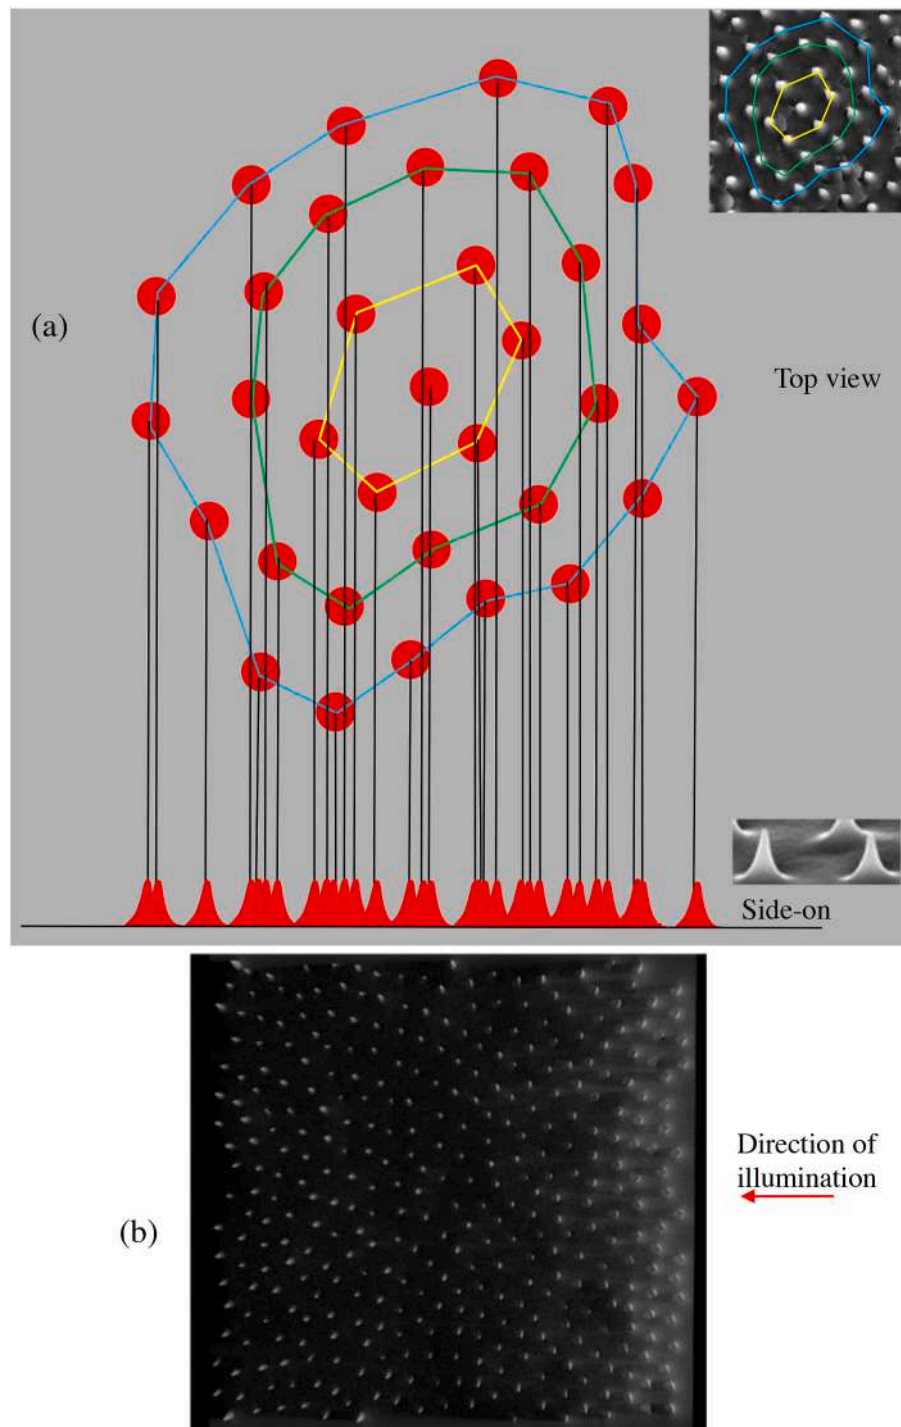 (a)
Top view
Side-on
Direction of
illumination
(b)